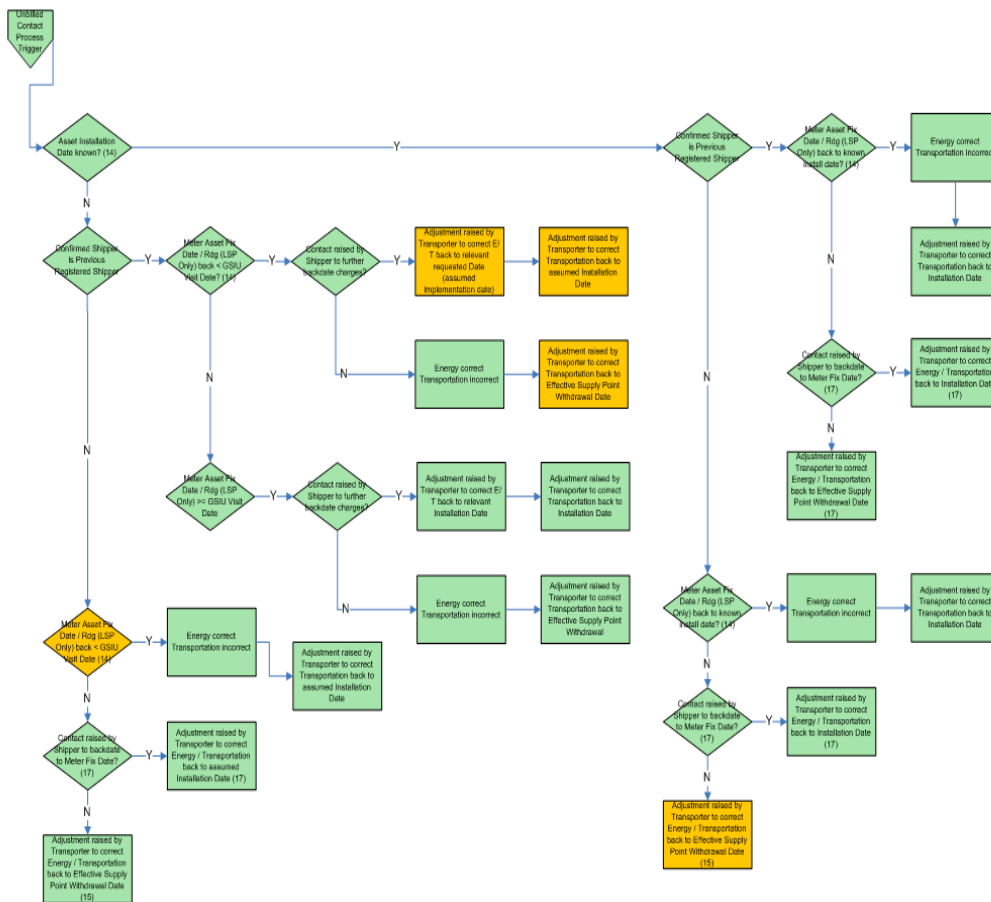 Unbilled
Contact
Process
Trigger
Asset Installation
Date known? (14)
Y
Confirmed Shipper
is Previous
Registered Shipper
Y
Meter Asset Fix
Date / Rdg (LSP
Only) back to known
install date? (14)
Y
Energy correct
Transportation Incorrect
Adjustment raised by
Transporter to correct
Transportation back to
Installation Date
N
Confirmed Shipper
Is Previous
Registered Shipper
Y
Meter Asset Fix
Date / Rdg (LSP
Only) back < GSIU
Visit Date? (14)
Y
Contact raised by
Shipper to further
backdate charges?
Y
Adjustment raised by
Transporter to correct E/
T back to relevant
requested Date
(assumed
implementation date)
Adjustment raised by
Transporter to correct
Transportation back to
assumed Installation
Date
N
Energy correct
Transportation incorrect
Adjustment raised by
Transporter to correct
Transportation back to
Effective Supply Point
Withdrawal Date
N
Contact raised by
Shipper to backdate
to Meter Fix Date?
(17)
Y
Adjustment raised by
Transporter to correct
Energy / Transportation
back to Installation Date
(17)
N
Adjustment raised by
Transporter to correct
Energy / Transportation
back to Effective Supply
Point Withdrawal Date
(17)
N
Meter Asset Fix
Date / Rdg (LSP
Only) >= GSIU Visit
Date
Y
Contact raised by
Shipper to further
backdate charges?
Y
Adjustment raised by
Transporter to correct E/
T back to relevant
Installation Date
Adjustment raised by
Transporter to correct
Transportation back to
Installation Date
N
Energy correct
Transportation incorrect
Adjustment raised by
Transporter to correct
Transportation back to
Effective Supply Point
Withdrawal
N
Meter Asset Fix
Date / Rdg (LSP
Only) back to known
install date? (14)
Y
Energy correct
Transportation incorrect
Adjustment raised by
Transporter to correct
Transportation back to
Installation Date
N
Contact raised by
Shipper to backdate
to Meter Fix Date?
(17)
Y
Adjustment raised by
Transporter to correct
Energy / Transportation
back to Installation Date
(17)
N
Adjustment raised by
Transporter to correct
Energy / Transportation
back to Effective Supply
Point Withdrawal Date
(15)
N
Meter Asset Fix
Date / Rdg (LSP
Only) back < GSIU
Visit Date (14)
Y
Energy correct
Transportation incorrect
Adjustment raised by
Transporter to correct
Transportation back to
assumed Installation
Date
N
Contact raised by
Shipper to backdate
to Meter Fix Date?
(17)
Y
Adjustment raised by
Transporter to correct
Energy / Transportation
back to assumed
Installation Date (17)
N
Adjustment raised by
Transporter to correct
Energy / Transportation
back to Effective Supply
Point Withdrawal Date
(15)